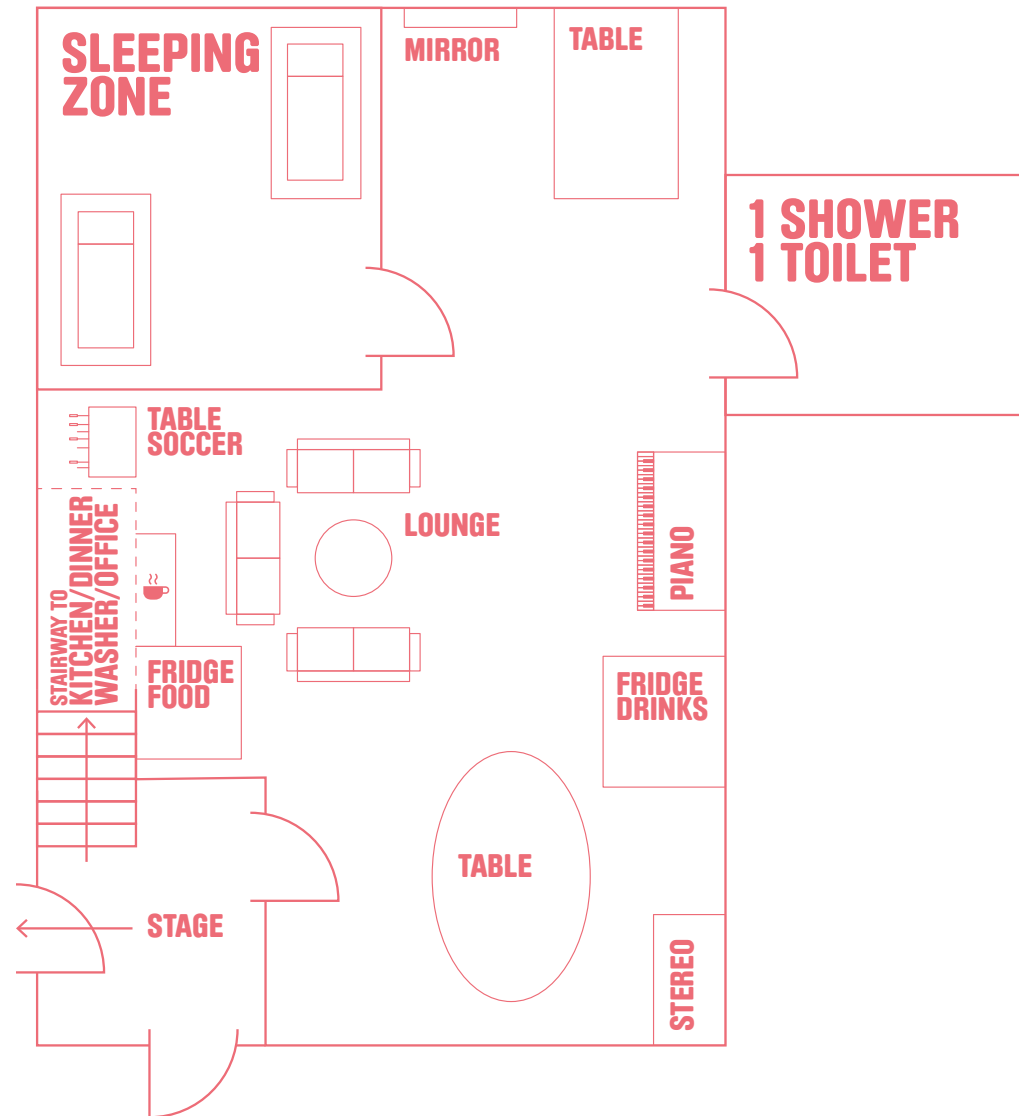 SLEEPING
ZONE
MIRROR
TABLE
1 SHOWER
1 TOILET
TABLE
SOCCER
LOUNGE
STAIRWAY TO
KITCHEN/DINNER
WASHER/OFFICE
PIANO
FRIDGE
FOOD
FRIDGE
DRINKS
TABLE
STAGE
STEREO